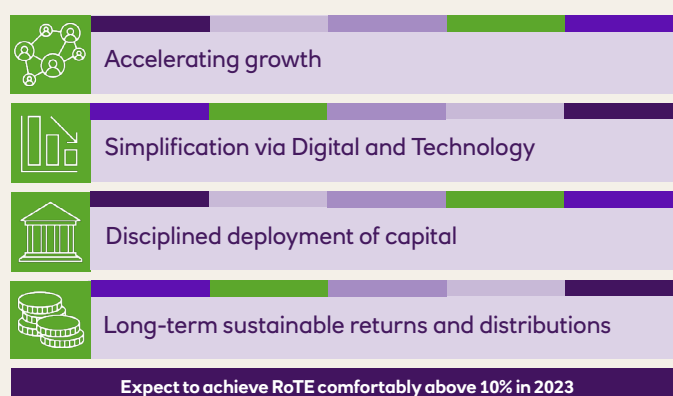 Accelerating growth
Simplification via Digital and Technology
Disciplined deployment of capital
Long-term sustainable returns and distributions
Expect to achieve RoTE comfortably above 10% in 2023